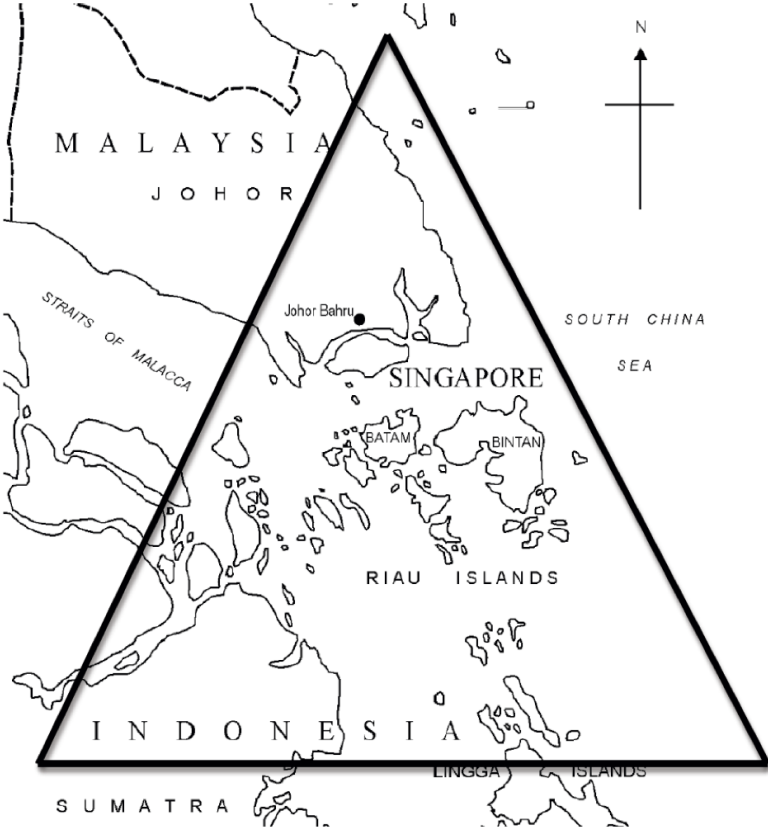 N
MALAYSIA
JOHOR
Johor Bahru
STRAITS OF MALACCA
SOUTH CHINA
SEA
SINGAPORE
BATAM
BINTAN
RIAU ISLANDS
INDONESIA
LINGGA ISLANDS
SUMATRA